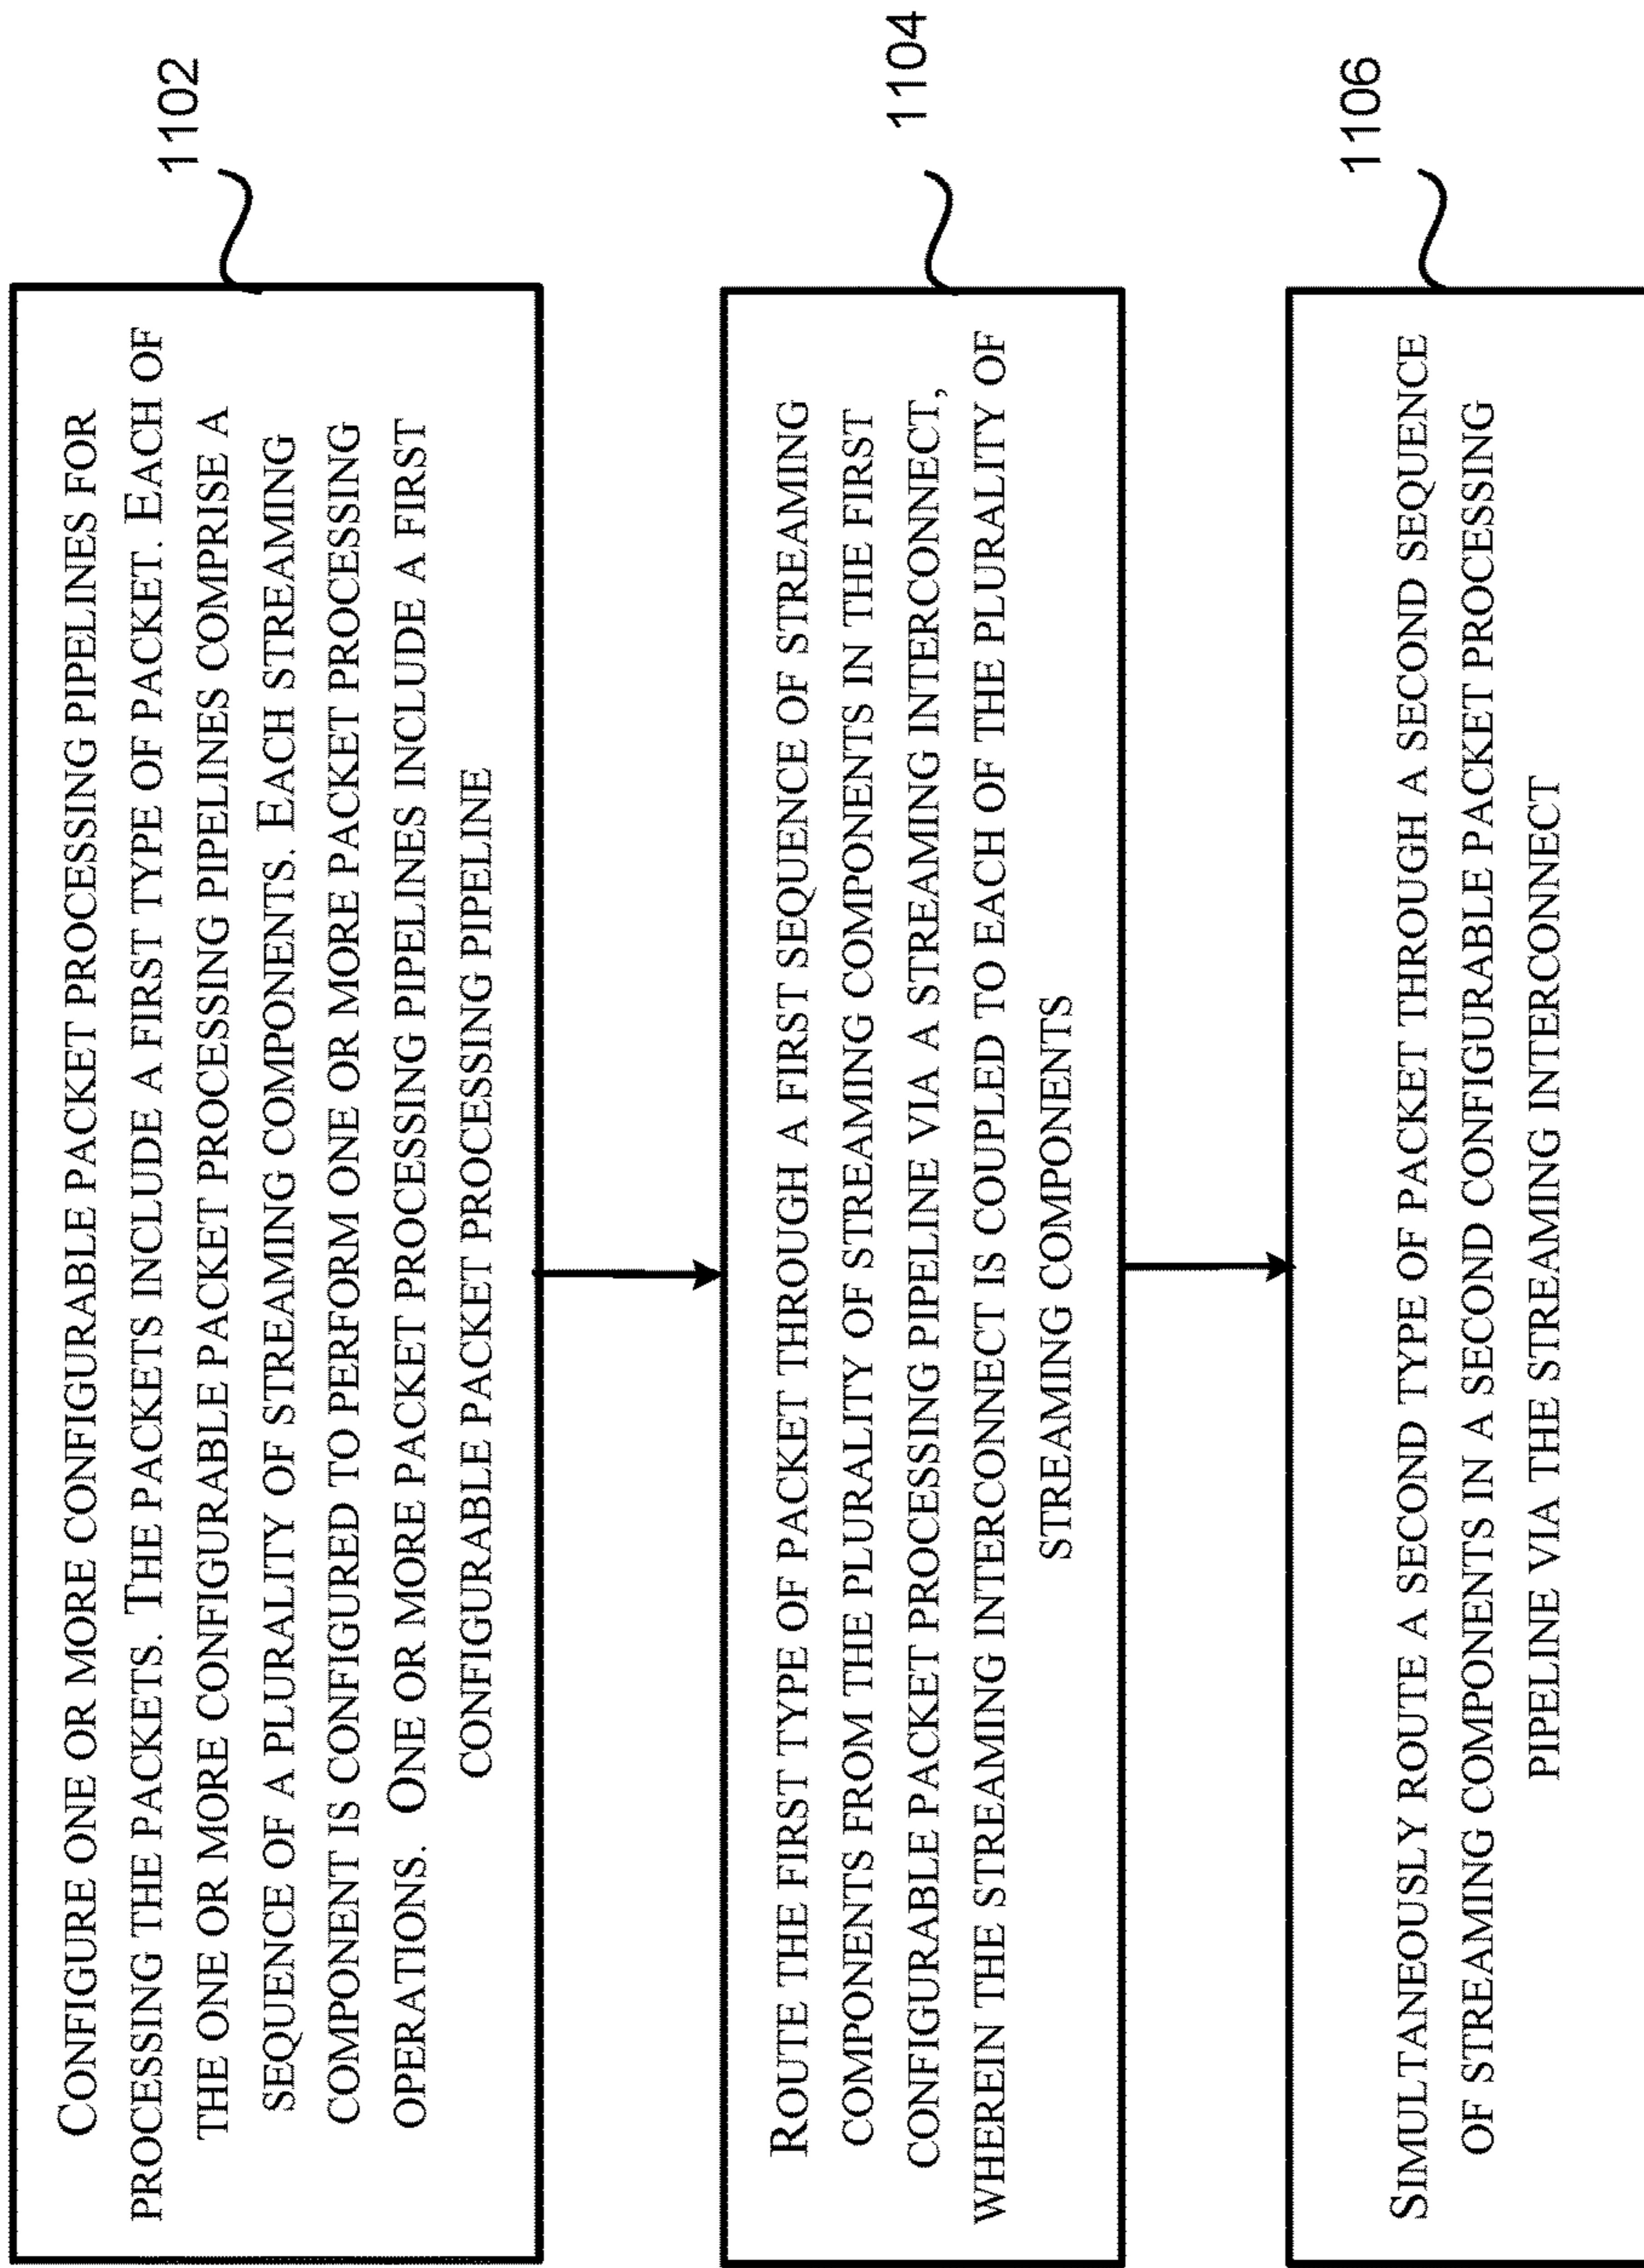 CONFIGURE ONE OR MORE CONFIGURABLE PACKET PROCESSING PIPELINES FOR
PROCESSING THE PACKETS. THE PACKETS INCLUDE A FIRST TYPE OF PACKET. EACH OF
THE ONE OR MORE CONFIGURABLE PACKET PROCESSING PIPELINES COMPRISE A
SEQUENCE OF A PLURALITY OF STREAMING COMPONENTS. EACH STREAMING
COMPONENT IS CONFIGURED TO PERFORM ONE OR MORE PACKET PROCESSING
OPERATIONS. ONE OR MORE PACKET PROCESSING PIPELINES INCLUDE A FIRST
CONFIGURABLE PACKET PROCESSING PIPELINE
1102
ROUTE THE FIRST TYPE OF PACKET THROUGH A FIRST SEQUENCE OF STREAMING
COMPONENTS FROM THE PLURALITY OF STREAMING COMPONENTS IN THE FIRST
CONFIGURABLE PACKET PROCESSING PIPELINE VIA A STREAMING INTERCONNECT,
WHEREIN THE STREAMING INTERCONNECT IS COUPLED TO EACH OF THE PLURALITY OF
STREAMING COMPONENTS
1104
SIMULTANEOUSLY ROUTE A SECOND TYPE OF PACKET THROUGH A SECOND SEQUENCE
OF STREAMING COMPONENTS IN A SECOND CONFIGURABLE PACKET PROCESSING
PIPELINE VIA THE STREAMING INTERCONNECT
1106